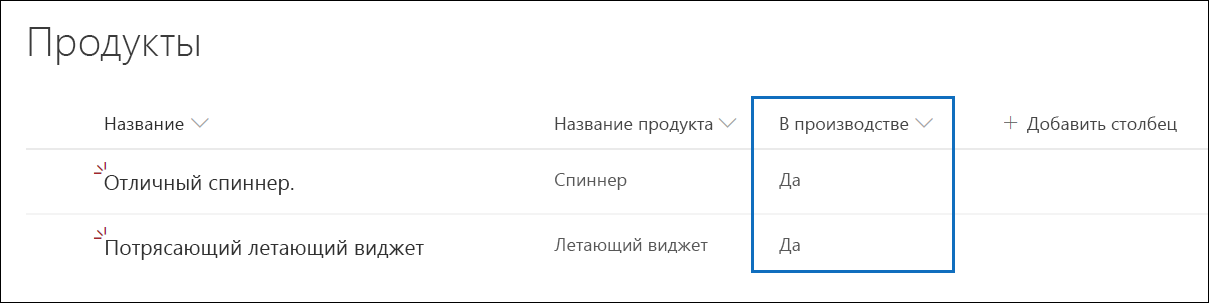 Продукты
Название Название продукта В производстве + Добавить столбец
Отличный спиннер. Спиннер Да
Потрясающий летающий виджет Летающий виджет Да